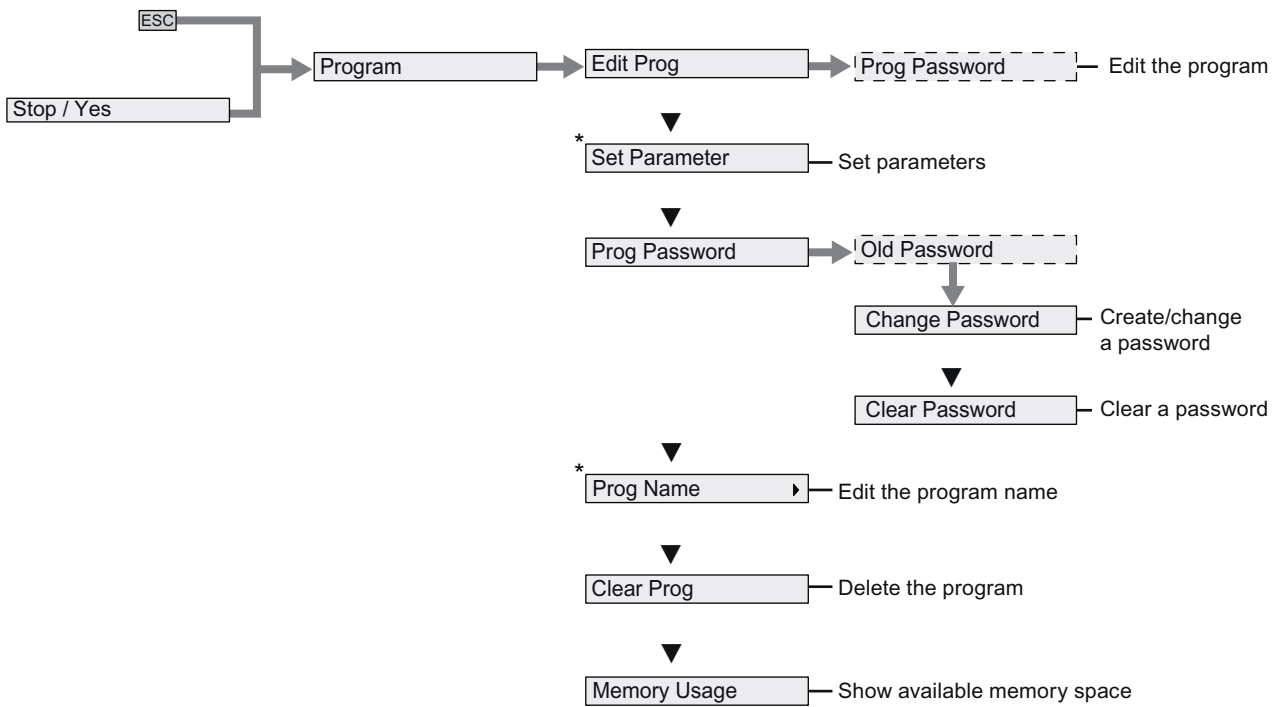 ESC
Stop / Yes
Program
Edit Prog
Prog Password
Edit the program
*
Set Parameter
Set parameters
Prog Password
Old Password
Change Password
Create/change
a password
Clear Password
Clear a password
*
Prog Name
Edit the program name
Clear Prog
Delete the program
Memory Usage
Show available memory space